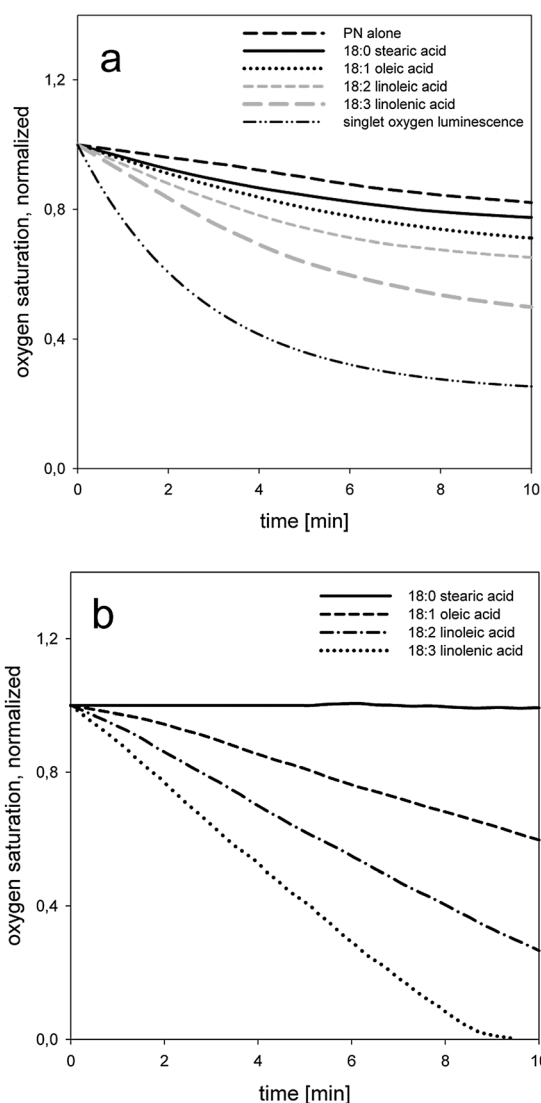 a
PN alone
18:0 stearic acid
18:1 oleic acid
18:2 linoleic acid
18:3 linolenic acid
singlet oxygen luminescence
oxygen saturation, normalized
1,2
0,8
0,4
0,0
0 2 4 6 8 10
time [min]
b
18:0 stearic acid
18:1 oleic acid
18:2 linoleic acid
18:3 linolenic acid
oxygen saturation, normalized
1,2
0,8
0,4
0,0
0 2 4 6 8 10
time [min]